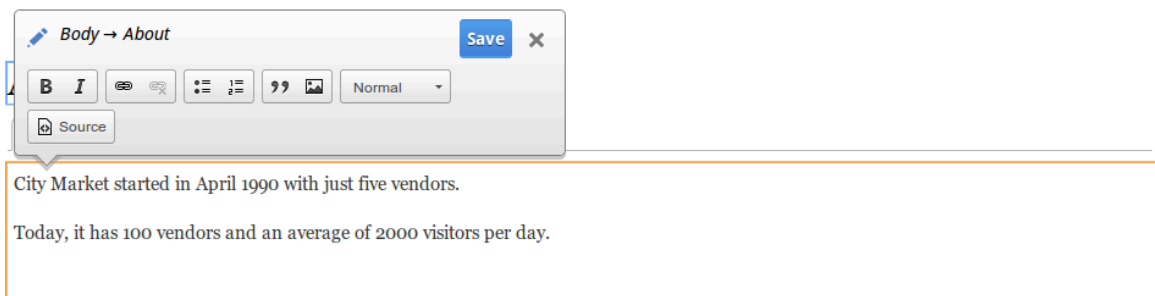 Body → About
Save
B I Normal
Source
City Market started in April 1990 with just five vendors.
Today, it has 100 vendors and an average of 2000 visitors per day.